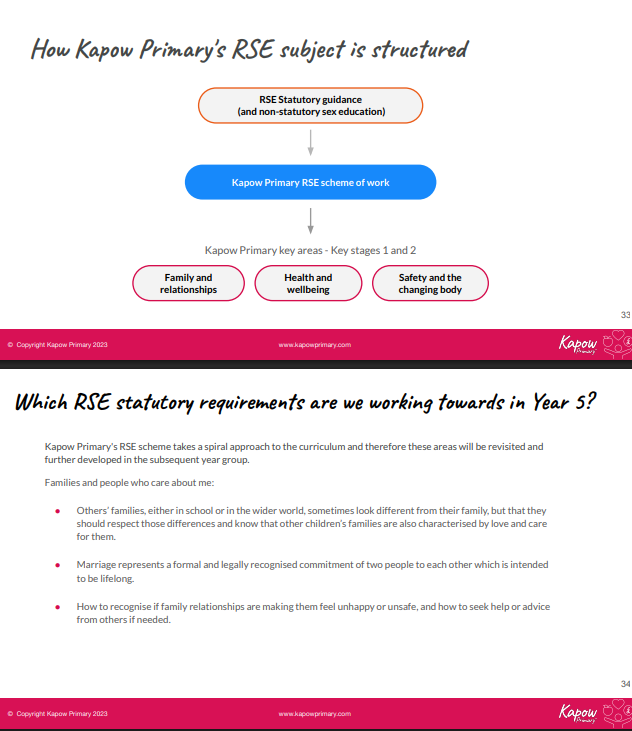 How Kapow Primary's RSE subject is structured
RSE Statutory guidance
(and non-statutory sex education)
Kapow Primary RSE scheme of work
Kapow Primary key areas - Key stages 1 and 2
Family and
relationships
Health and
wellbeing
Safety and the
changing body
33
© Copyright Kapow Primary 2023
www.kapowprimary.com
Kapow
Primary
Which RSE statutory requirements are we working towards in Year 5?
Kapow Primary's RSE scheme takes a spiral approach to the curriculum and therefore these areas will be revisited and
further developed in the subsequent year group.
Families and people who care about me:
● Others' families, either in school or in the wider world, sometimes look different from their family, but that they
should respect those differences and know that other children's families are also characterised by love and care
for them.
● Marriage represents a formal and legally recognised commitment of two people to each other which is intended
to be lifelong.
● How to recognise if family relationships are making them feel unhappy or unsafe, and how to seek help or advice
from others if needed.
34
© Copyright Kapow Primary 2023
www.kapowprimary.com
Kapow
Primary